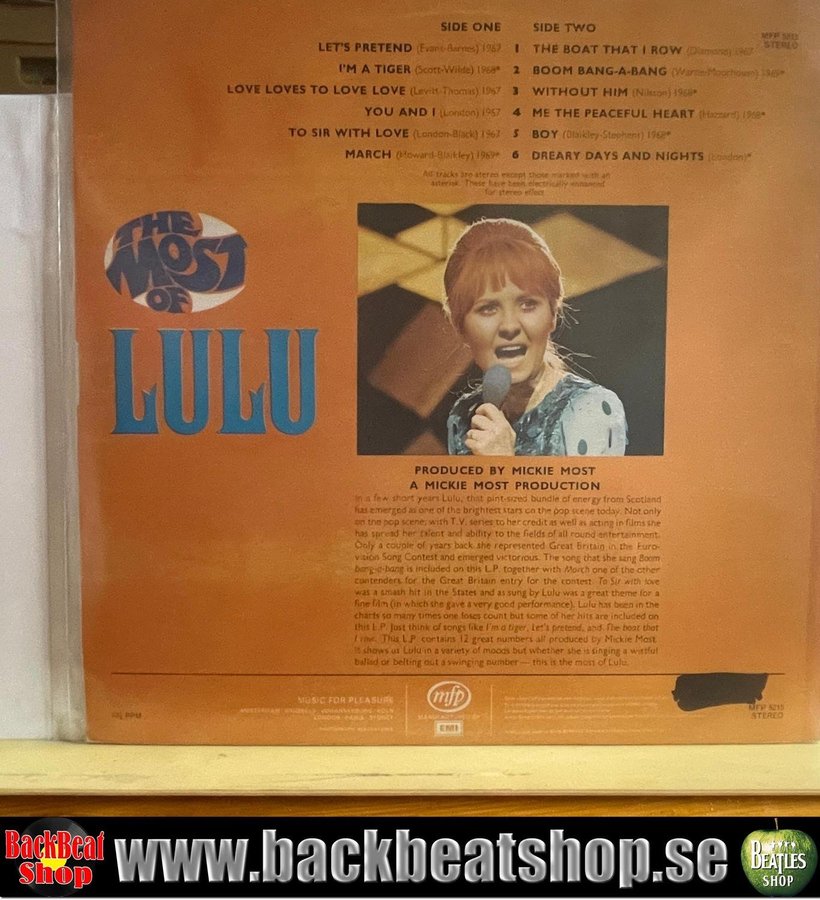 SIDE ONE
LET'S PRETEND (Evans-Barnes) 1967 1
I'M A TIGER (Scott-Wilde) 1968* 2
LOVE LOVES TO LOVE LOVE (Levitt-Thomas) 1967 3
YOU AND I (London) 1967 4
TO SIR WITH LOVE (London-Black) 1967 5
MARCH (Howard-Blaikley) 1969* 6
SIDE TWO
THE BOAT THAT I ROW (Diamond) 1967
BOOM BANG-A-BANG (Warne/Moorhouse) 1969*
WITHOUT HIM (Nilsson) 1968*
ME THE PEACEFUL HEART (Hazzard) 1968*
BOY (Blaikley-Stephens) 1968*
DREARY DAYS AND NIGHTS (London)*
MFP 5215
STEREO
All tracks are stereo except those marked with an
asterisk. These have been electrically enhanced
for stereo effect
THE
MOST
OF
LULU
PRODUCED BY MICKIE MOST
A MICKIE MOST PRODUCTION
In a few short years Lulu, that pint-sized bundle of energy from Scotland
has emerged as one of the brightest stars on the pop scene today. Not only
on the pop scene, with T.V. series to her credit as well as acting in films she
has spread her talent and ability to the fields of all round entertainment.
Only a couple of years back she represented Great Britain in the Euro-
vision Song Contest and emerged victorious. The song that she sang Boom
bang-a-bang is included on this L.P. together with March one of the other
contenders for the Great Britain entry for the contest. To Sir with love
was a smash hit in the States and as sung by Lulu was a great theme for a
fine film (in which she gave a very good performance). Lulu has been in the
charts so many times one loses count but some of her hits are included on
this L.P. Just think of songs like I'm a tiger, Let's pretend, and The boat that
I row. This L.P. contains 12 great numbers all produced by Mickie Most.
It shows us Lulu in a variety of moods but whether she is singing a wistful
ballad or belting out a swinging number — this is the most of Lulu.
33⅓ RPM
MUSIC FOR PLEASURE
AMSTERDAM BRUSSELS JOHANNESBURG KOLN
LONDON PARIS SYDNEY
mfp
MANUFACTURED BY
EMI
MFP 5215
STEREO
BackBeat
Shop
www.backbeatshop.se
BEATLES
SHOP